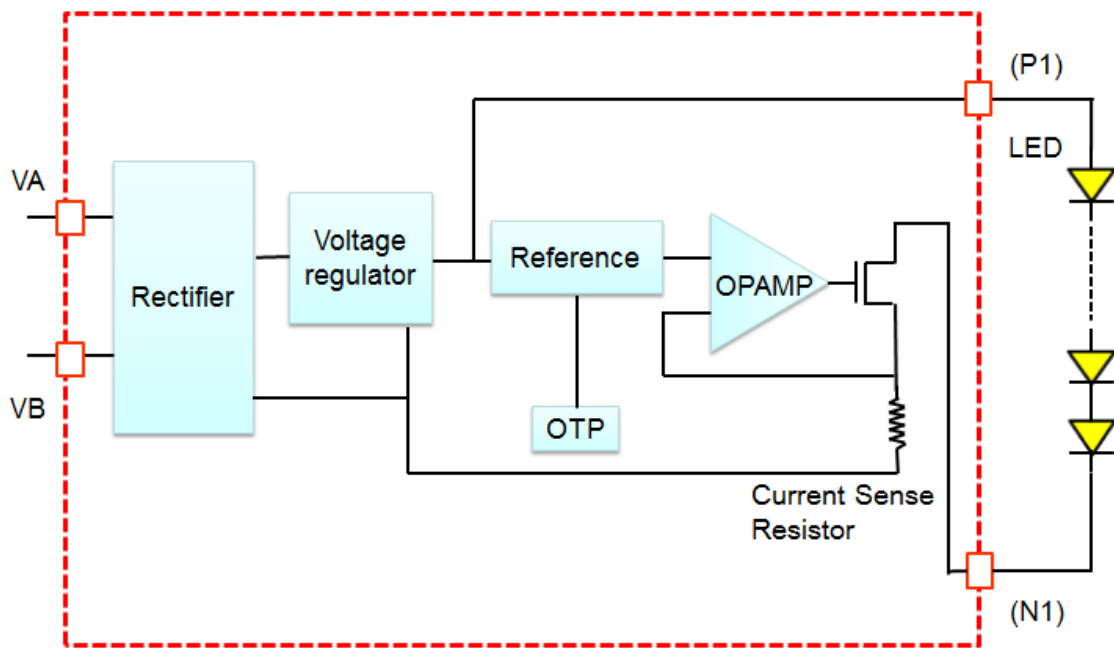 (P1)
LED
VA
Voltage
regulator
Reference
OPAMP
Rectifier
VB
OTP
Current Sense
Resistor
(N1)